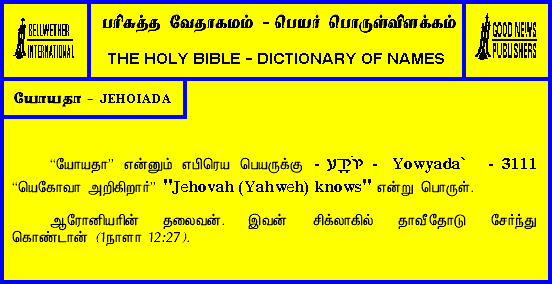 BELLWETHER
INTERNATIONAL
பரிசுத்த வேதாகமம் - பெயர் பொருள்விளக்கம்
THE HOLY BIBLE - DICTIONARY OF NAMES
GOOD NEWS
PUBLISHERS
யோயதா - JEHOIADA
“யோயதா” என்னும் எபிரெய பெயருக்கு - יֹיָדָע - Yowyada` - 3111
“யெகோவா அறிகிறார்” "Jehovah (Yahweh) knows" என்று பொருள்.
ஆரோனியரின் தலைவன். இவன் சிக்லாகில் தாவீதோடு சேர்ந்து
கொண்டான் (1நாளா 12:27).